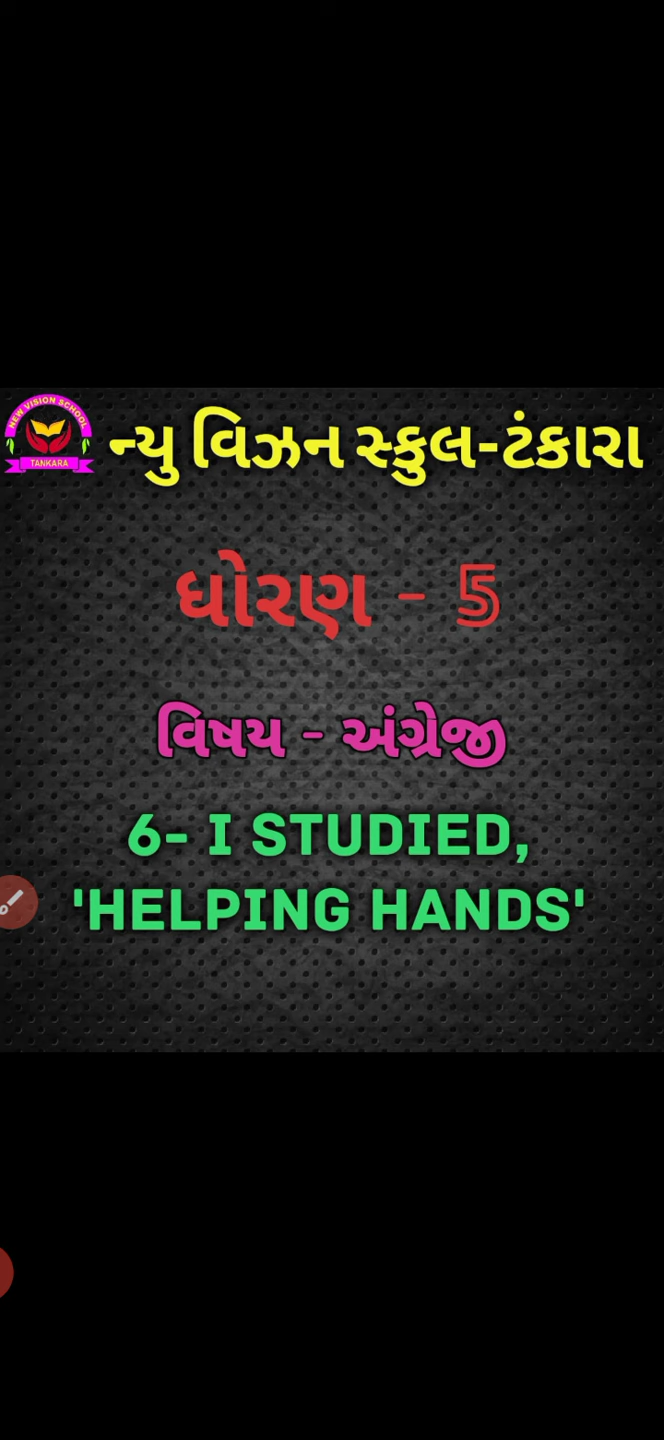 NEW VISION SCHOOL
TANKARA
ન્યુ વિઝન સ્કુલ-ટંકારા
ધોરણ - 5
વિષય - અંગ્રેજી
6- I STUDIED,
'HELPING HANDS'